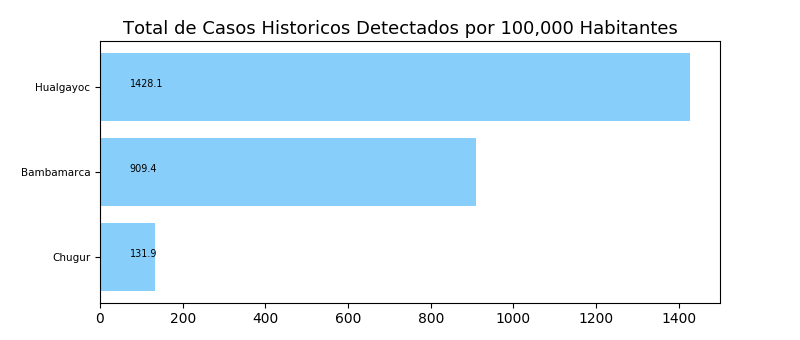 Total de Casos Historicos Detectados por 100,000 Habitantes
Hualgayoc
1428.1
Bambamarca
909.4
Chugur
131.9
0 200 400 600 800 1000 1200 1400